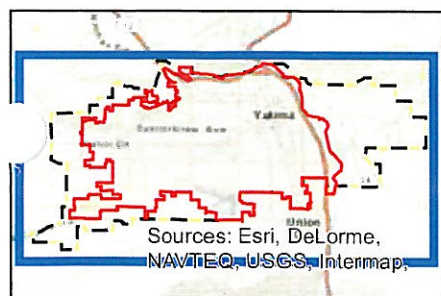 Yakima
Union
Sources: Esri, DeLorme,
NAVTEQ, USGS, Intermap,